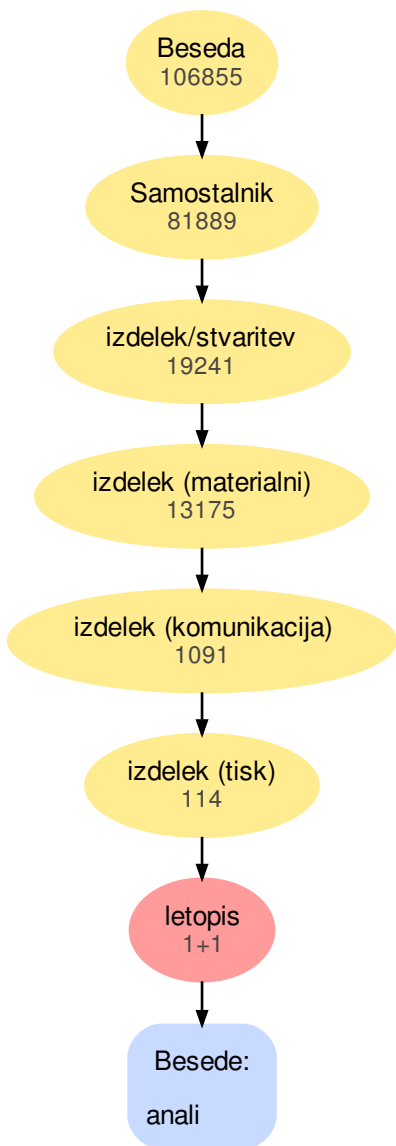 Beseda
106855
Samostalnik
81889
izdelek/stvaritev
19241
izdelek (materialni)
13175
izdelek (komunikacija)
1091
izdelek (tisk)
114
letopis
1+1
Besede:
anali